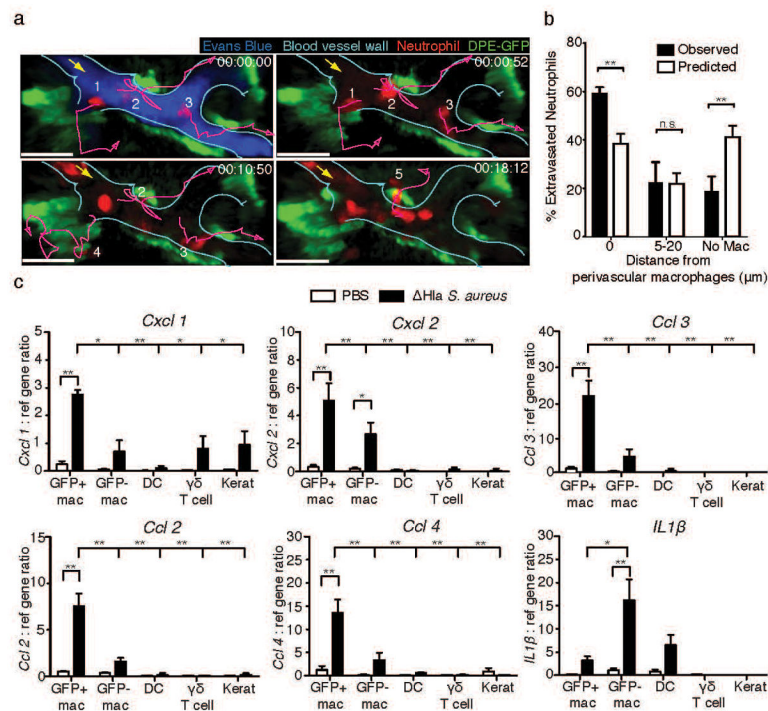 a
Evans Blue / Blood vessel wall / Neutrophil / DPE-GFP
00:00:00
00:00:52
1
2
3
1
2
3
00:10:50
00:18:12
2
4
3
5
b
% Extravasated Neutrophils
80
60
40
20
0
Observed
Predicted
**
n.s.
**
0 5-20 No Mac
Distance from
perivascular macrophages (µm)
c
PBS ΔHla S. aureus
Cxcl 1
Cxcl 1 : ref gene ratio
5
4
3
2
1
0
** * ** * *
GFP+ GFP- DC γδ Kerat
mac mac T cell
Cxcl 2
Cxcl 2 : ref gene ratio
10
8
6
4
2
0
** * ** ** ** **
GFP+ GFP- DC γδ Kerat
mac mac T cell
Ccl 3
Ccl 3 : ref gene ratio
30
20
10
0
** ** ** ** **
GFP+ GFP- DC γδ Kerat
mac mac T cell
Ccl 2
Ccl 2 : ref gene ratio
15
10
5
0
** ** ** ** **
GFP+ GFP- DC γδ Kerat
mac mac T cell
Ccl 4
Ccl 4 : ref gene ratio
30
25
20
15
10
5
0
** ** ** ** **
GFP+ GFP- DC γδ Kerat
mac mac T cell
IL1β
IL1β : ref gene ratio
30
25
20
15
10
5
0
* **
GFP+ GFP- DC γδ Kerat
mac mac T cell